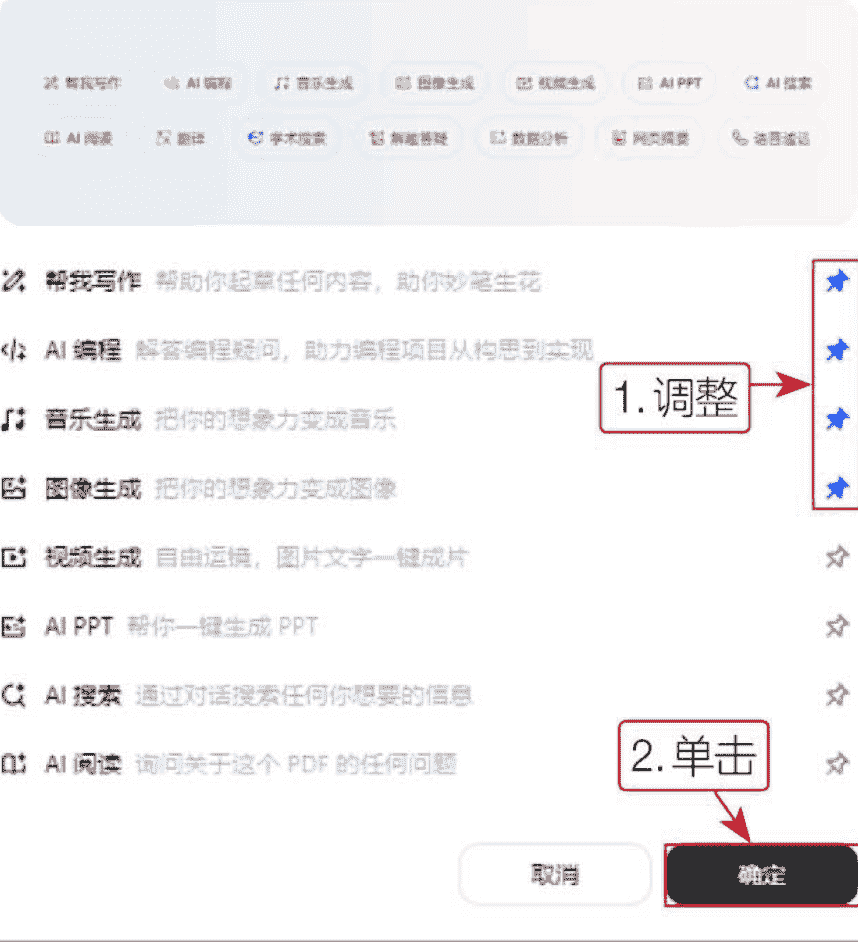 帮我写作 AI 编程 音乐生成 图像生成 视频生成 AI PPT AI 搜索
AI 阅读 翻译 学术搜索 解题答疑 数据分析 网页摘要 语音通话
帮我写作 帮助你起草任何内容，助你妙笔生花
AI 编程 解答编程疑问，助力编程项目从构思到实现
1.调整
音乐生成 把你的想象力变成音乐
图像生成 把你的想象力变成图像
视频生成 自由运镜，图片文字一键成片
AI PPT 帮你一键生成 PPT
AI 搜索 通过对话搜索任何你想要的信息
2.单击
AI 阅读 询问关于这个 PDF 的任何问题
取消 确定